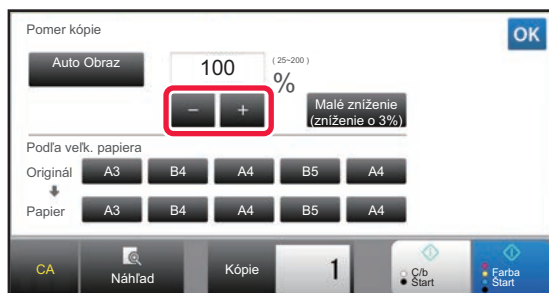 Pomer kópie
OK
Auto Obraz
100
(25~200)
%
−
+
Malé zníženie
(zníženie o 3%)
Podľa veľk. papiera
Originál
A3
B4
A4
B5
A4
Papier
A3
B4
A4
B5
A4
CA
Náhľad
Kópie
1
Č/b
Štart
Farba
Štart